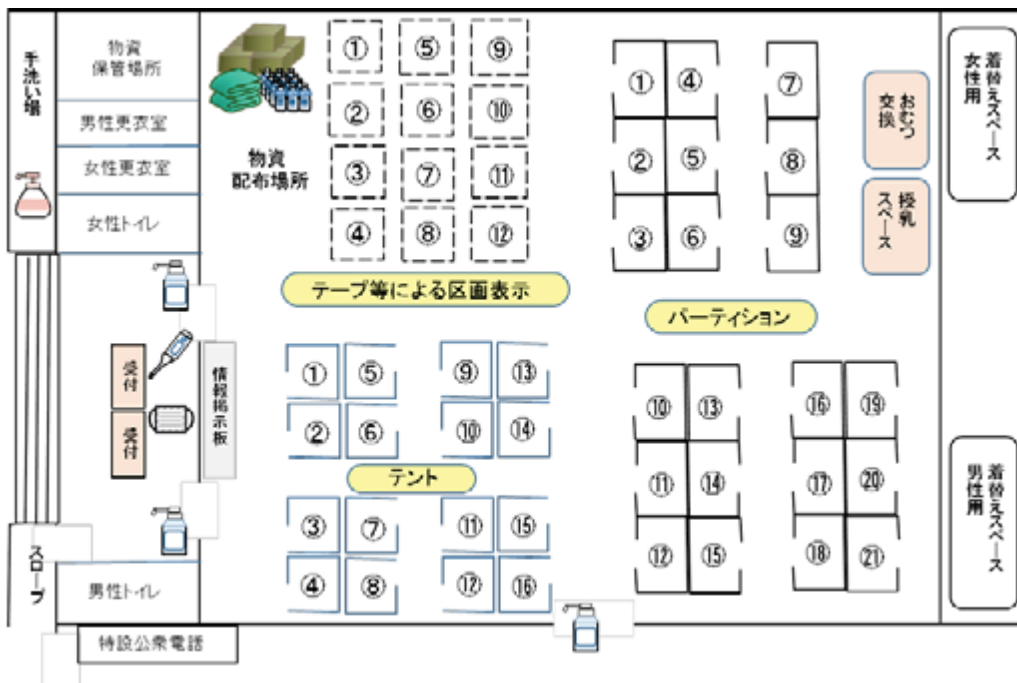 手洗い場
物資
保管場所
男性更衣室
女性更衣室
女性トイレ
物資
配布場所
① ⑤ ⑨
② ⑥ ⑩
③ ⑦ ⑪
④ ⑧ ⑫
テープ等による区画表示
① ④ ⑦
② ⑤ ⑧
③ ⑥ ⑨
パーティション
おむつ
交換
授乳
スペース
着替えスペース
女性用
受付
受付
情報掲示板
① ⑤ ⑨ ⑬
② ⑥ ⑩ ⑭
テント
③ ⑦ ⑪ ⑮
④ ⑧ ⑫ ⑯
⑩ ⑬ ⑯ ⑲
⑪ ⑭ ⑰ ⑳
⑫ ⑮ ⑱ ㉑
着替えスペース
男性用
スロープ
男性トイレ
特設公衆電話